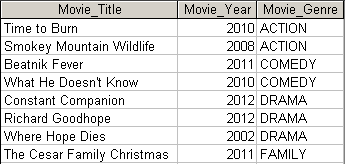 Movie_Title Movie_Year Movie_Genre
Time to Burn 2010 ACTION
Smokey Mountain Wildlife 2008 ACTION
Beatnik Fever 2011 COMEDY
What He Doesn't Know 2010 COMEDY
Constant Companion 2012 DRAMA
Richard Goodhope 2012 DRAMA
Where Hope Dies 2002 DRAMA
The Cesar Family Christmas 2011 FAMILY